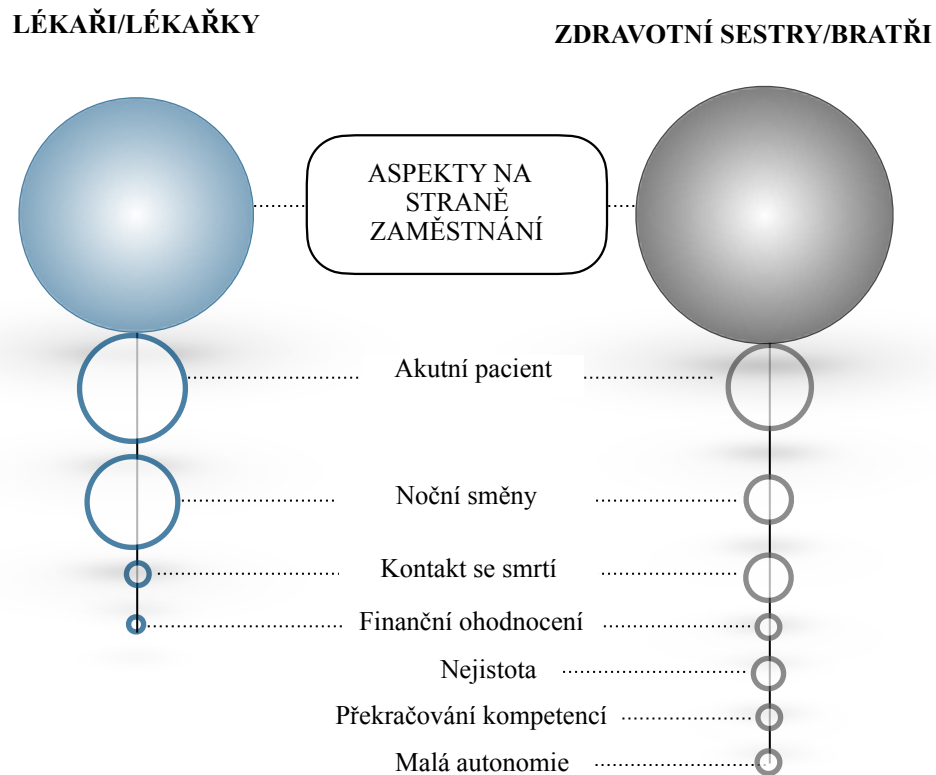 LÉKAŘI/LÉKAŘKY
ZDRAVOTNÍ SESTRY/BRATŘI
ASPEKTY NA
STRANĚ
ZAMĚSTNÁNÍ
Akutní pacient
Noční směny
Kontakt se smrtí
Finanční ohodnocení
Nejistota
Překračování kompetencí
Malá autonomie